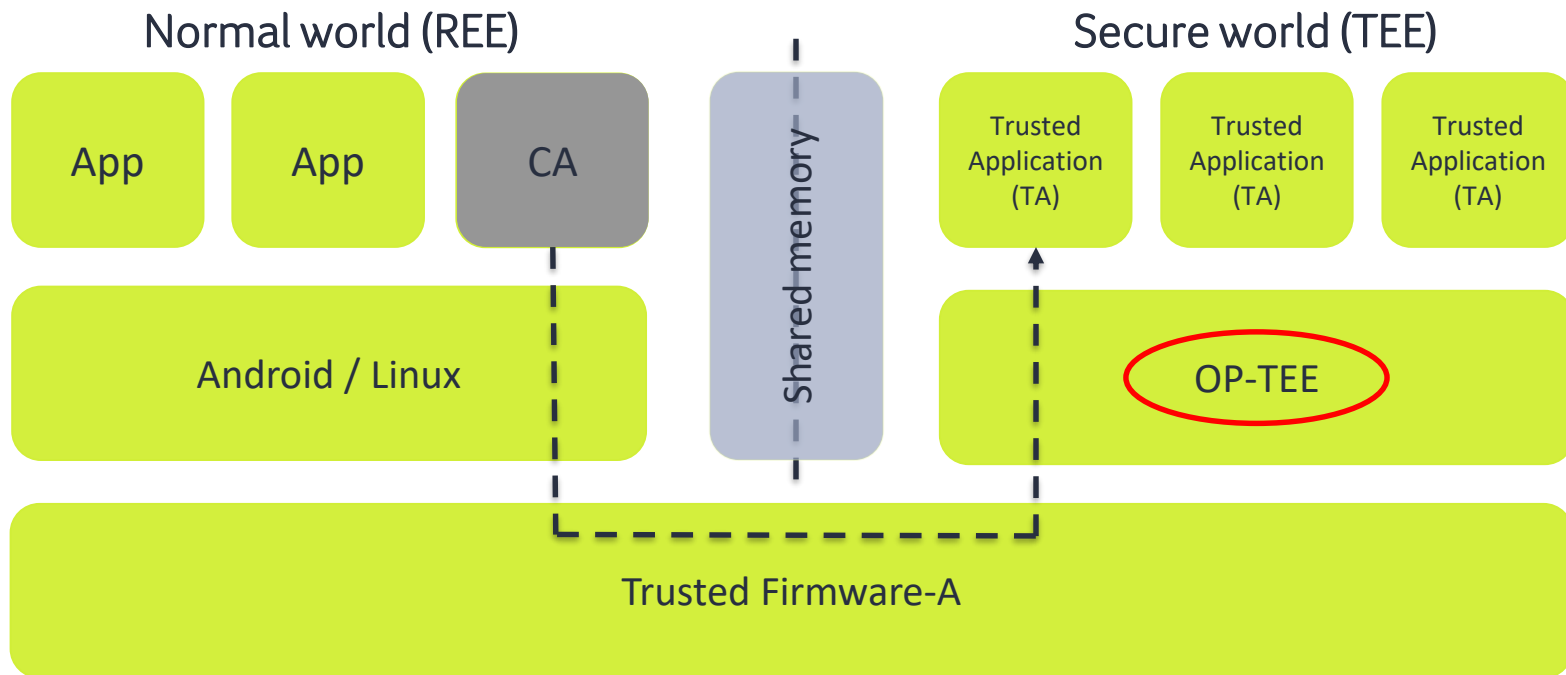 Normal world (REE)
Secure world (TEE)
App
App
CA
Shared memory
Trusted
Application
(TA)
Trusted
Application
(TA)
Trusted
Application
(TA)
Android / Linux
OP-TEE
Trusted Firmware-A